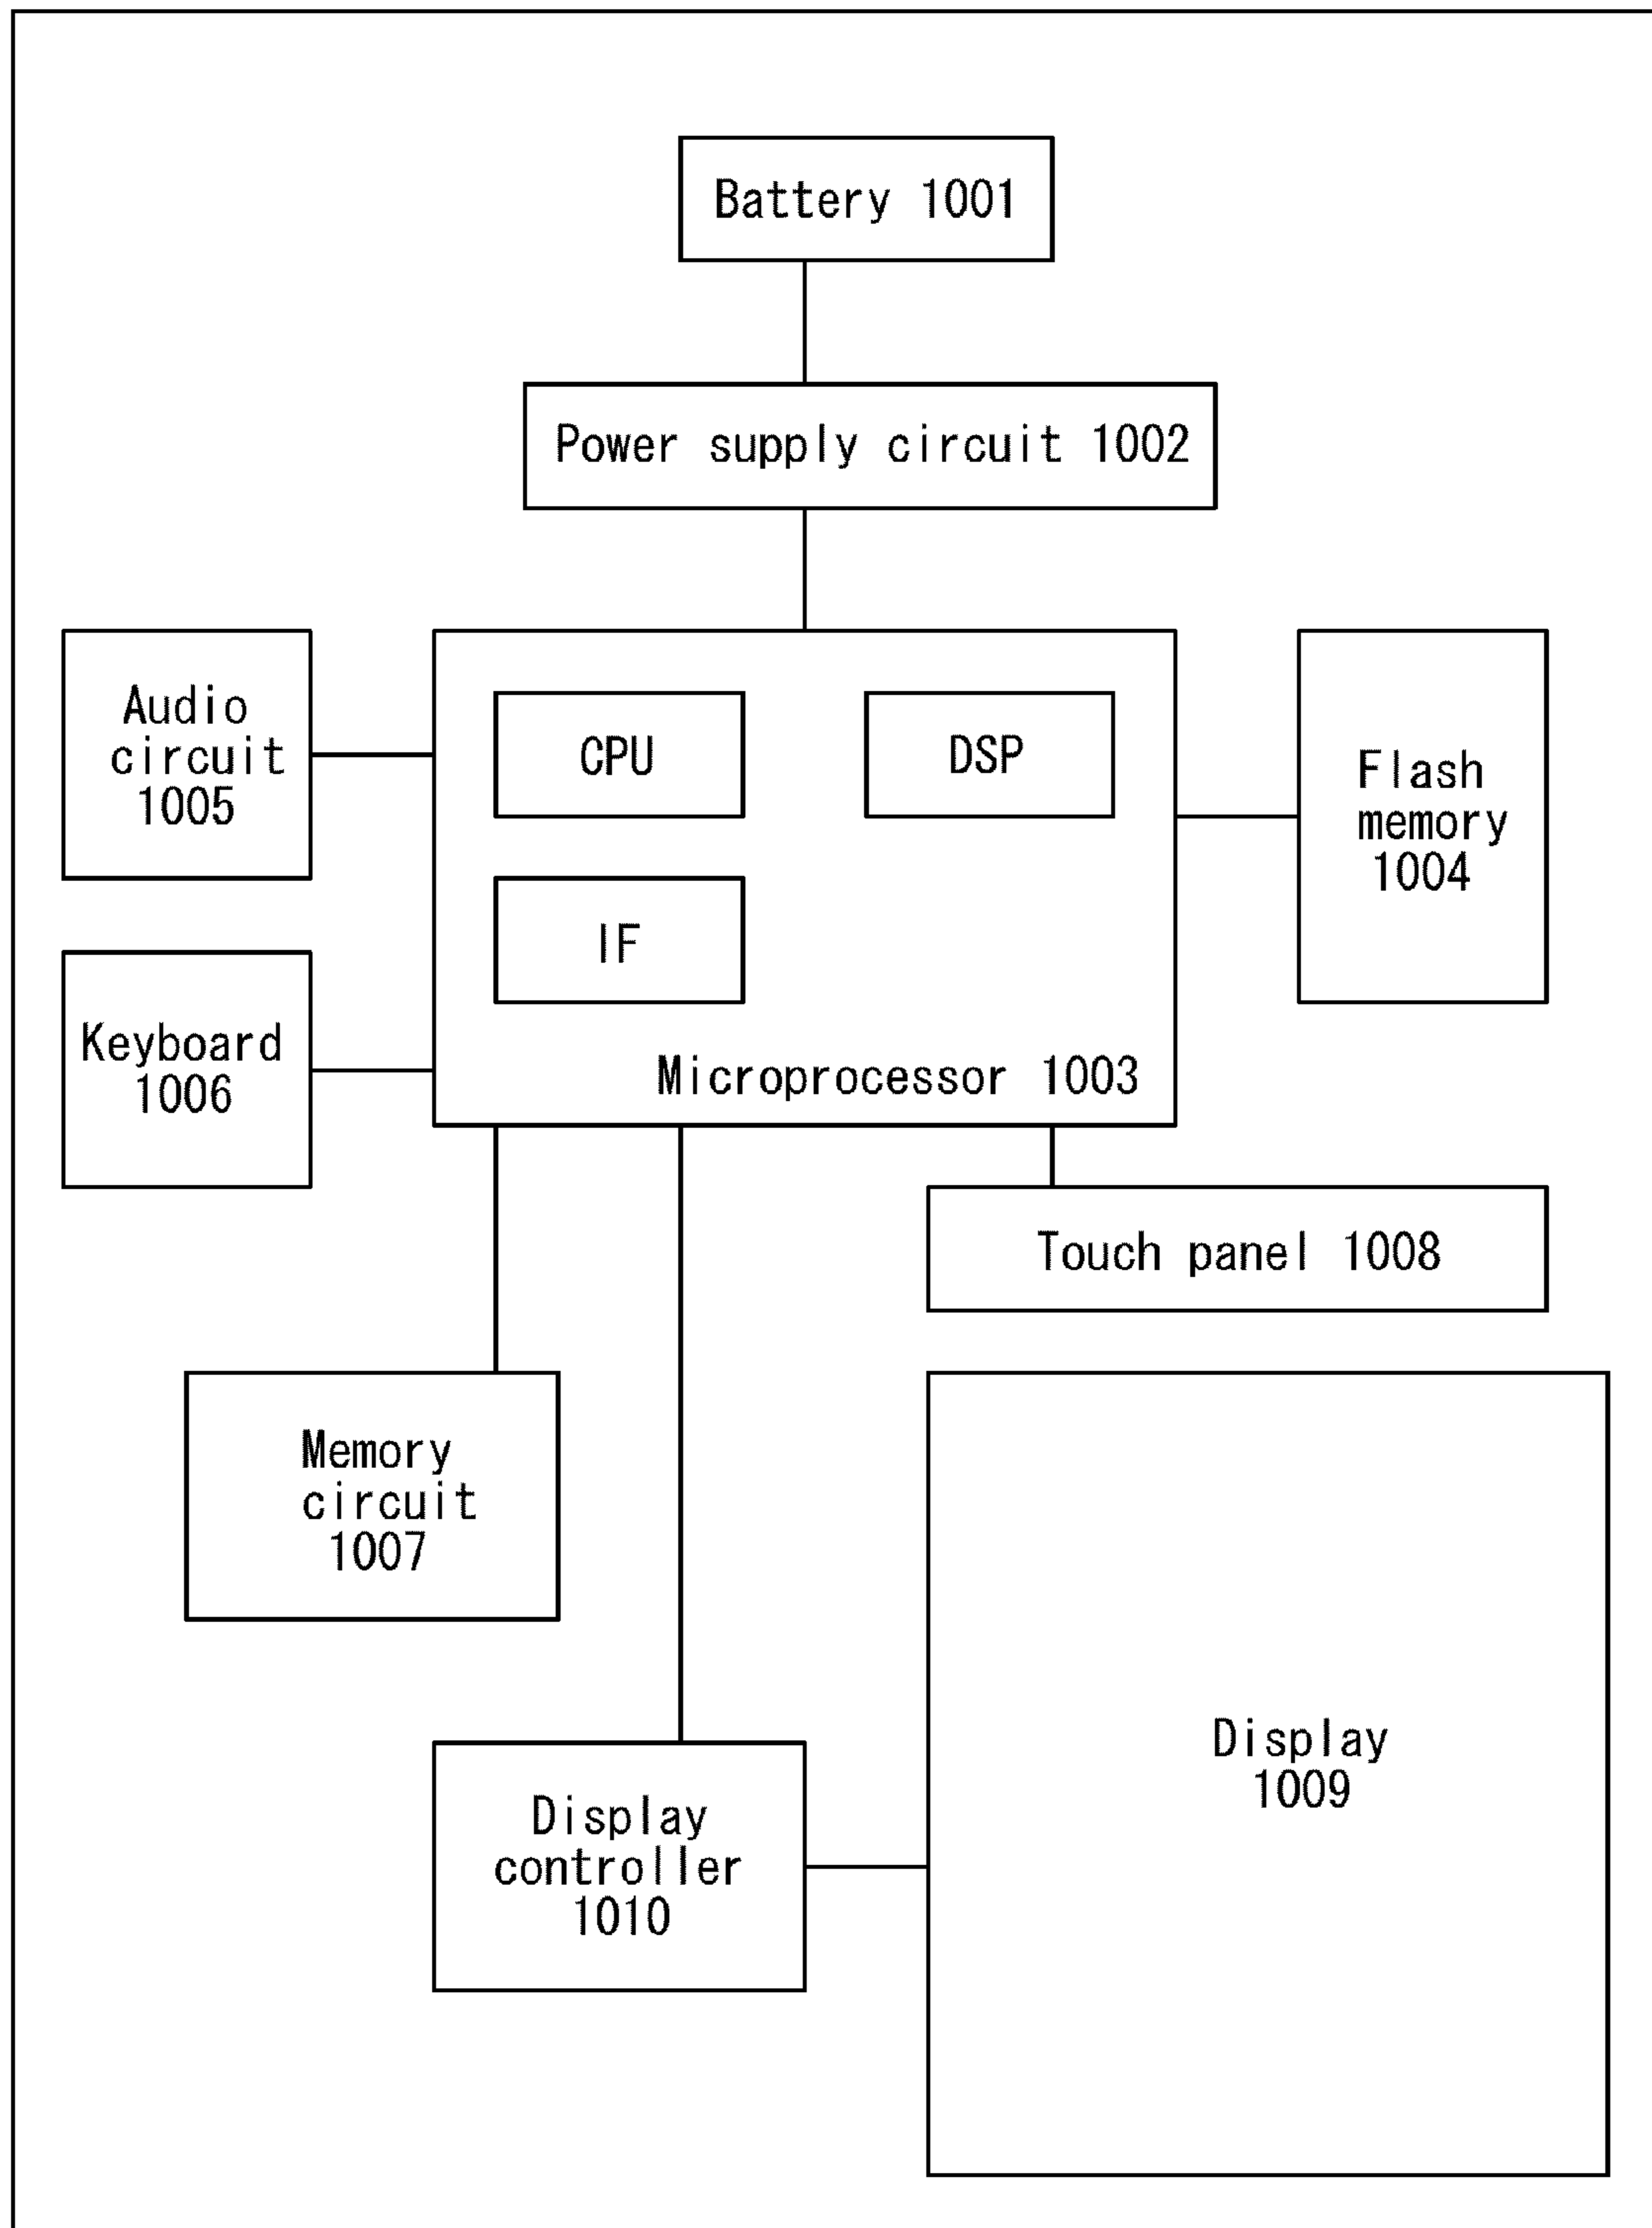 Battery 1001
Power supply circuit 1002
Audio
circuit
1005
CPU
DSP
Flash
memory
1004
IF
Keyboard
1006
Microprocessor 1003
Touch panel 1008
Memory
circuit
1007
Display
1009
Display
controller
1010